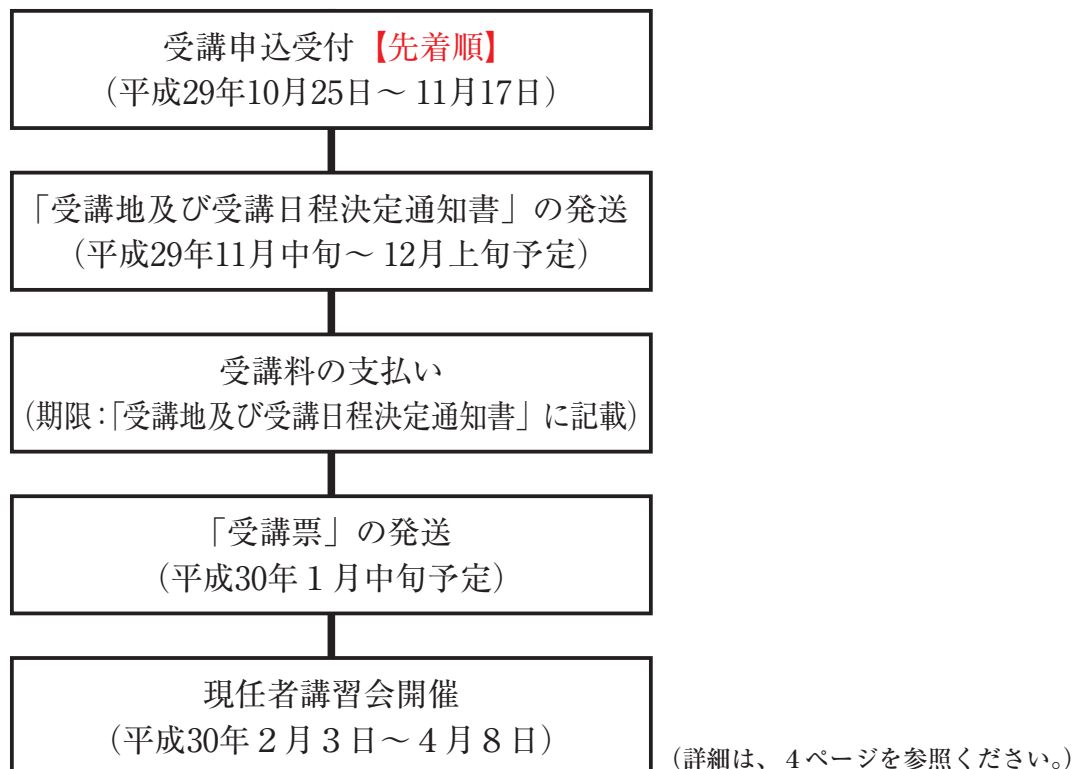 受講申込受付【先着順】
(平成29年10月25日～11月17日)
「受講地及び受講日程決定通知書」の発送
(平成29年11月中旬～12月上旬予定)
受講料の支払い
(期限:「受講地及び受講日程決定通知書」に記載)
「受講票」の発送
(平成30年1月中旬予定)
現任者講習会開催
(平成30年2月3日～4月8日)
(詳細は、4ページを参照ください。)